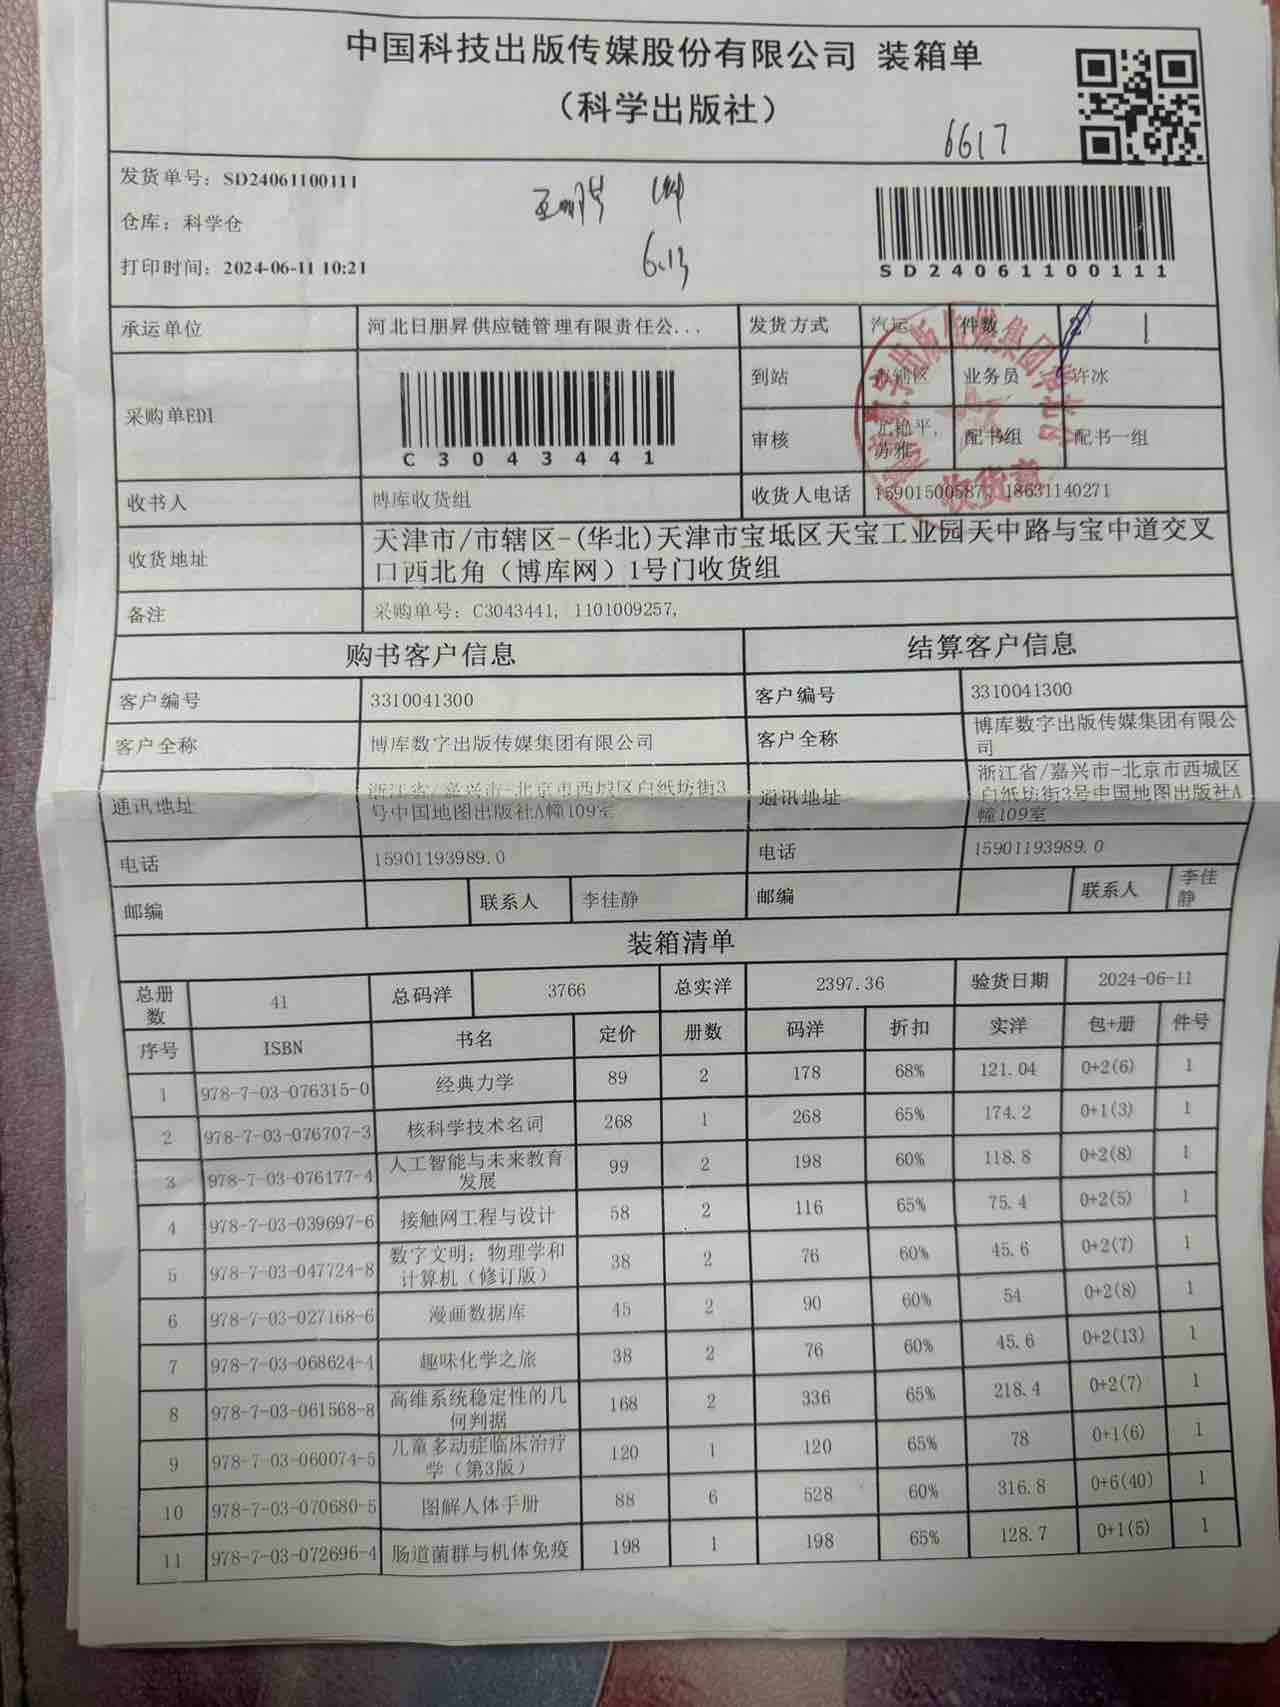 中国科技出版传媒股份有限公司 装箱单
（科学出版社）
6617
发货单号：SD24061100111
仓库：科学仓
打印时间：2024-06-11 10:21
6.13
SD24061100111
承运单位 河北日朋昇供应链管理有限责任公... 发货方式 汽运 件数 2 1
采购单EDI C3043441 到站 市辖区 业务员 许冰
审核 尤艳平, 苏雅 配书组 配书一组
收货章
收书人 博库收货组 收货人电话 15901500587, 18631140271
收货地址 天津市/市辖区-(华北)天津市宝坻区天宝工业园天中路与宝中道交叉
口西北角（博库网）1号门收货组
备注 采购单号：C3043441, 1101009257,
购书客户信息 结算客户信息
客户编号 3310041300 客户编号 3310041300
客户全称 博库数字出版传媒集团有限公司 客户全称 博库数字出版传媒集团有限公司
通讯地址 浙江省/嘉兴市-北京市西城区白纸坊街3号中国地图出版社A幢109室 通讯地址 浙江省/嘉兴市-北京市西城区白纸坊街3号中国地图出版社A幢109室
电话 15901193989.0 电话 15901193989.0
邮编 联系人 李佳静 邮编 联系人 李佳静
装箱清单
总册数 41 总码洋 3766 总实洋 2397.36 验货日期 2024-06-11
序号 ISBN 书名 定价 册数 码洋 折扣 实洋 包+册 件号
1 978-7-03-076315-0 经典力学 89 2 178 68% 121.04 0+2(6) 1
2 978-7-03-076707-3 核科学技术名词 268 1 268 65% 174.2 0+1(3) 1
3 978-7-03-076177-4 人工智能与未来教育发展 99 2 198 60% 118.8 0+2(8) 1
4 978-7-03-039697-6 接触网工程与设计 58 2 116 65% 75.4 0+2(5) 1
5 978-7-03-047724-8 数字文明：物理学和计算机（修订版） 38 2 76 60% 45.6 0+2(7) 1
6 978-7-03-027168-6 漫画数据库 45 2 90 60% 54 0+2(8) 1
7 978-7-03-068624-4 趣味化学之旅 38 2 76 60% 45.6 0+2(13) 1
8 978-7-03-061568-8 高维系统稳定性的几何判据 168 2 336 65% 218.4 0+2(7) 1
9 978-7-03-060074-5 儿童多动症临床治疗学（第3版） 120 1 120 65% 78 0+1(6) 1
10 978-7-03-070680-5 图解人体手册 88 6 528 60% 316.8 0+6(40) 1
11 978-7-03-072696-4 肠道菌群与机体免疫 198 1 198 65% 128.7 0+1(5) 1